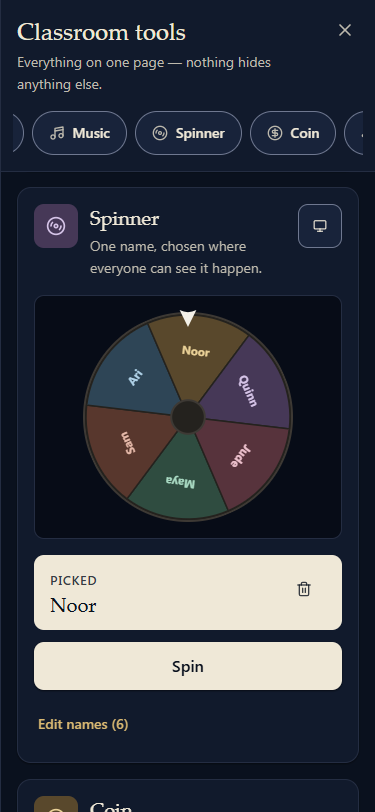 Classroom tools
Everything on one page — nothing hides
anything else.
Music
Spinner
Coin
Spinner
One name, chosen where
everyone can see it happen.
Noor
Quinn
Jude
Maya
Sam
Ari
PICKED
Noor
Spin
Edit names (6)
Coin